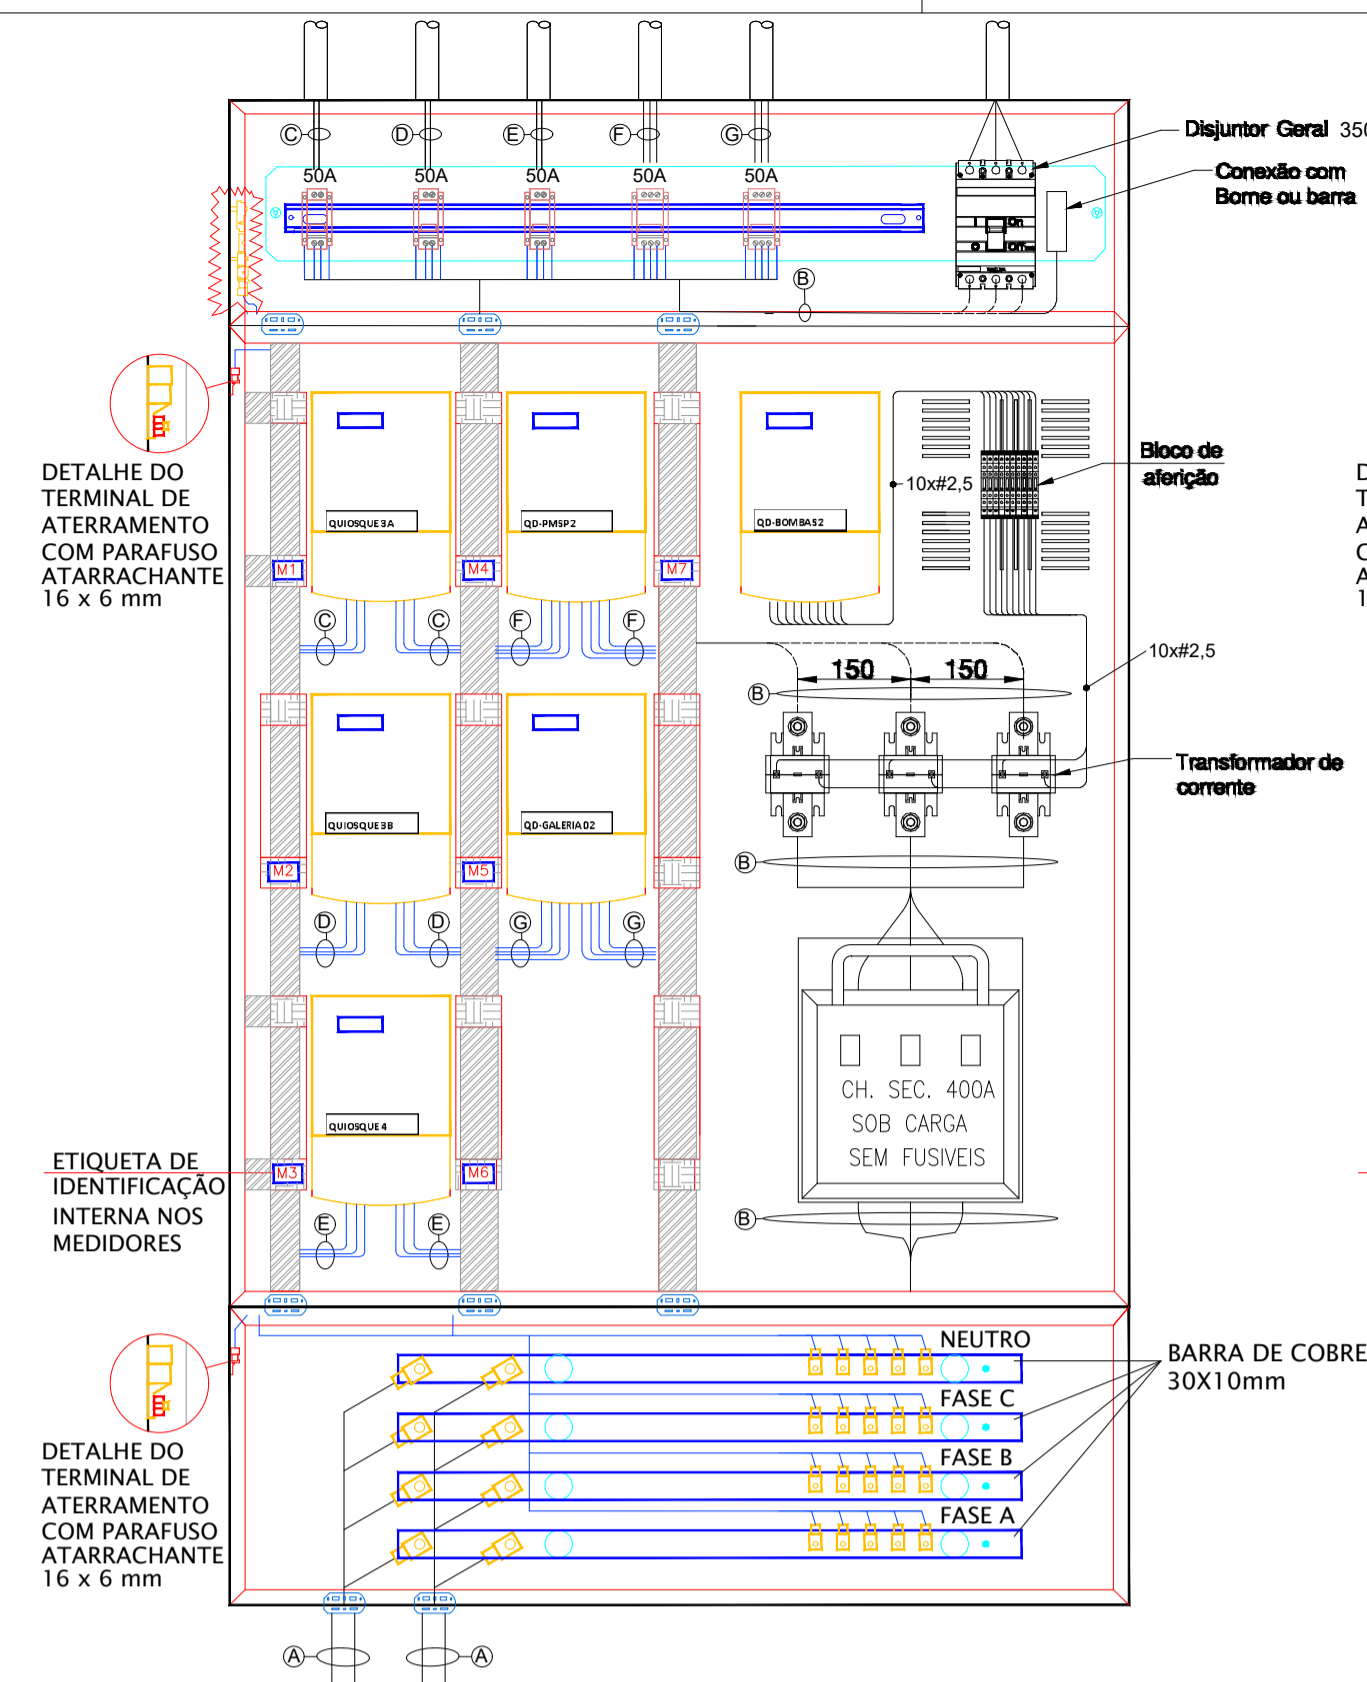 C
D
E
F
G
Disjuntor Geral 350
Conexão com
Borne ou barra
50A
50A
50A
50A
50A
On
OFF
B
DETALHE DO
TERMINAL DE
ATERRAMENTO
COM PARAFUSO
ATARRACHANTE
16 x 6 mm
QUIOSQUE 3A
QD-PMSP2
QD-BOMBAS2
10x#2,5
Bloco de
aferição
D
T
A
C
A
1
M1
M4
M7
C
C
F
F
10x#2,5
150
150
B
Transformador de
corrente
QUIOSQUE 3B
QD-GALERIA 02
M2
M5
B
D
D
G
G
CH. SEC. 400A
SOB CARGA
SEM FUSIVEIS
QUIOSQUE 4
ETIQUETA DE
IDENTIFICAÇÃO
INTERNA NOS
MEDIDORES
M3
M6
B
E
E
NEUTRO
BARRA DE COBRE
30X10mm
FASE C
FASE B
FASE A
DETALHE DO
TERMINAL DE
ATERRAMENTO
COM PARAFUSO
ATARRACHANTE
16 x 6 mm
A
A